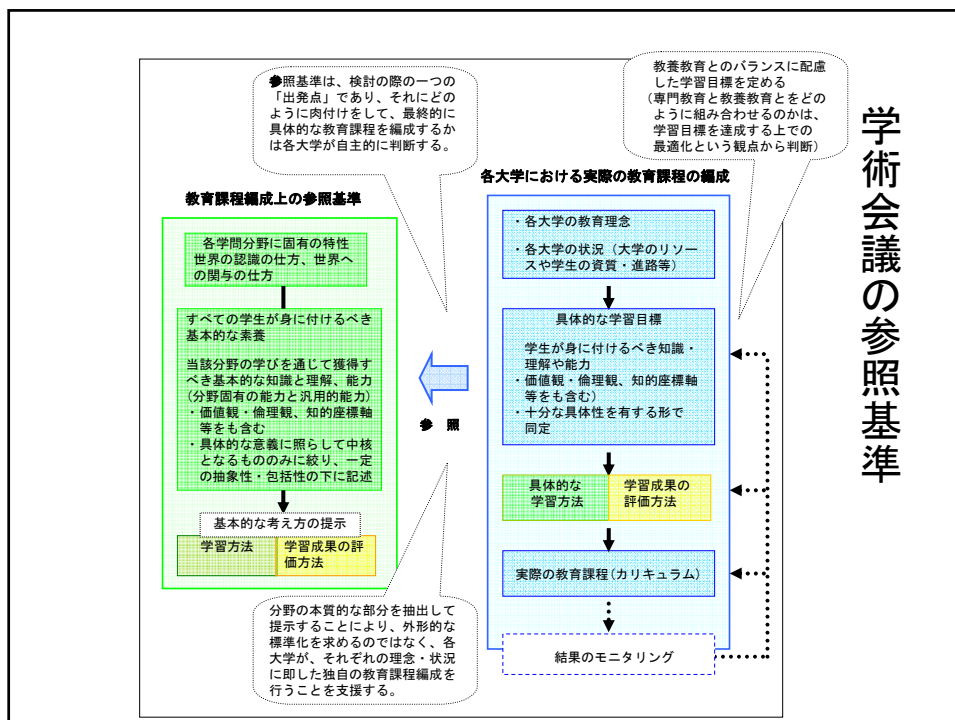 学術会議の参照基準
参照基準は、検討の際の一つの
「出発点」であり、それにどの
ように肉付けをして、最終的に
具体的な教育課程を編成するか
は各大学が自主的に判断する。
教養教育とのバランスに配慮
した学習目標を定める
(専門教育と教養教育とをどの
ように組み合わせるのかは、
学習目標を達成する上での
最適化という観点から判断)
教育課程編成上の参照基準
各学問分野に固有の特性
世界の認識の仕方、世界へ
の関与の仕方
すべての学生が身に付けるべき
基本的な素養
当該分野の学びを通じて獲得す
べき基本的な知識と理解、能力
(分野固有の能力と汎用的能力)
・価値観・倫理観、知的座標軸
等をも含む
・具体的な意義に照らして中核
となるもののみに絞り、一定
の抽象性・包括性の下に記述
基本的な考え方の提示
学習方法
学習成果の評
価方法
参 照
各大学における実際の教育課程の編成
・各大学の教育理念
・各大学の状況(大学のリソー
スや学生の資質・進路等)
具体的な学習目標
学生が身に付けるべき知識・
理解や能力
・価値観・倫理観、知的座標軸
等をも含む)
・十分な具体性を有する形で
同定
具体的な
学習方法
学習成果の
評価方法
実際の教育課程(カリキュラム)
結果のモニタリング
分野の本質的な部分を抽出して
提示することにより、外形的な
標準化を求めるのではなく、各
大学が、それぞれの理念・状況
に即した独自の教育課程編成を
行うことを支援する。